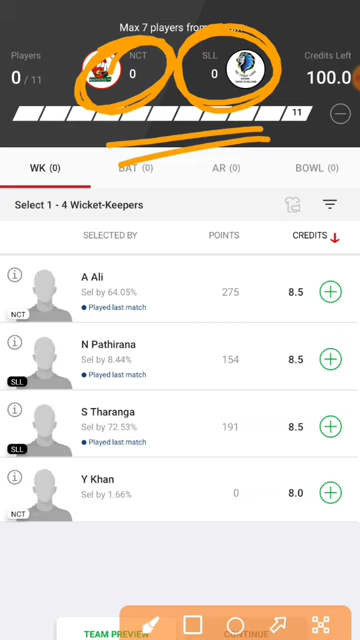 Max 7 players from
Players
NCT
SLL
Credits Left
0 / 11
0
0
100.0
11
WK (0)
BAT (0)
AR (0)
BOWL (0)
Select 1 - 4 Wicket-Keepers
SELECTED BY
POINTS
CREDITS
A Ali
Sel by 64.05%
275
8.5
Played last match
NCT
N Pathirana
Sel by 8.44%
154
8.5
Played last match
SLL
S Tharanga
Sel by 72.53%
191
8.5
Played last match
SLL
Y Khan
Sel by 1.66%
0
8.0
NCT
TEAM PREVIEW
CONTINUE